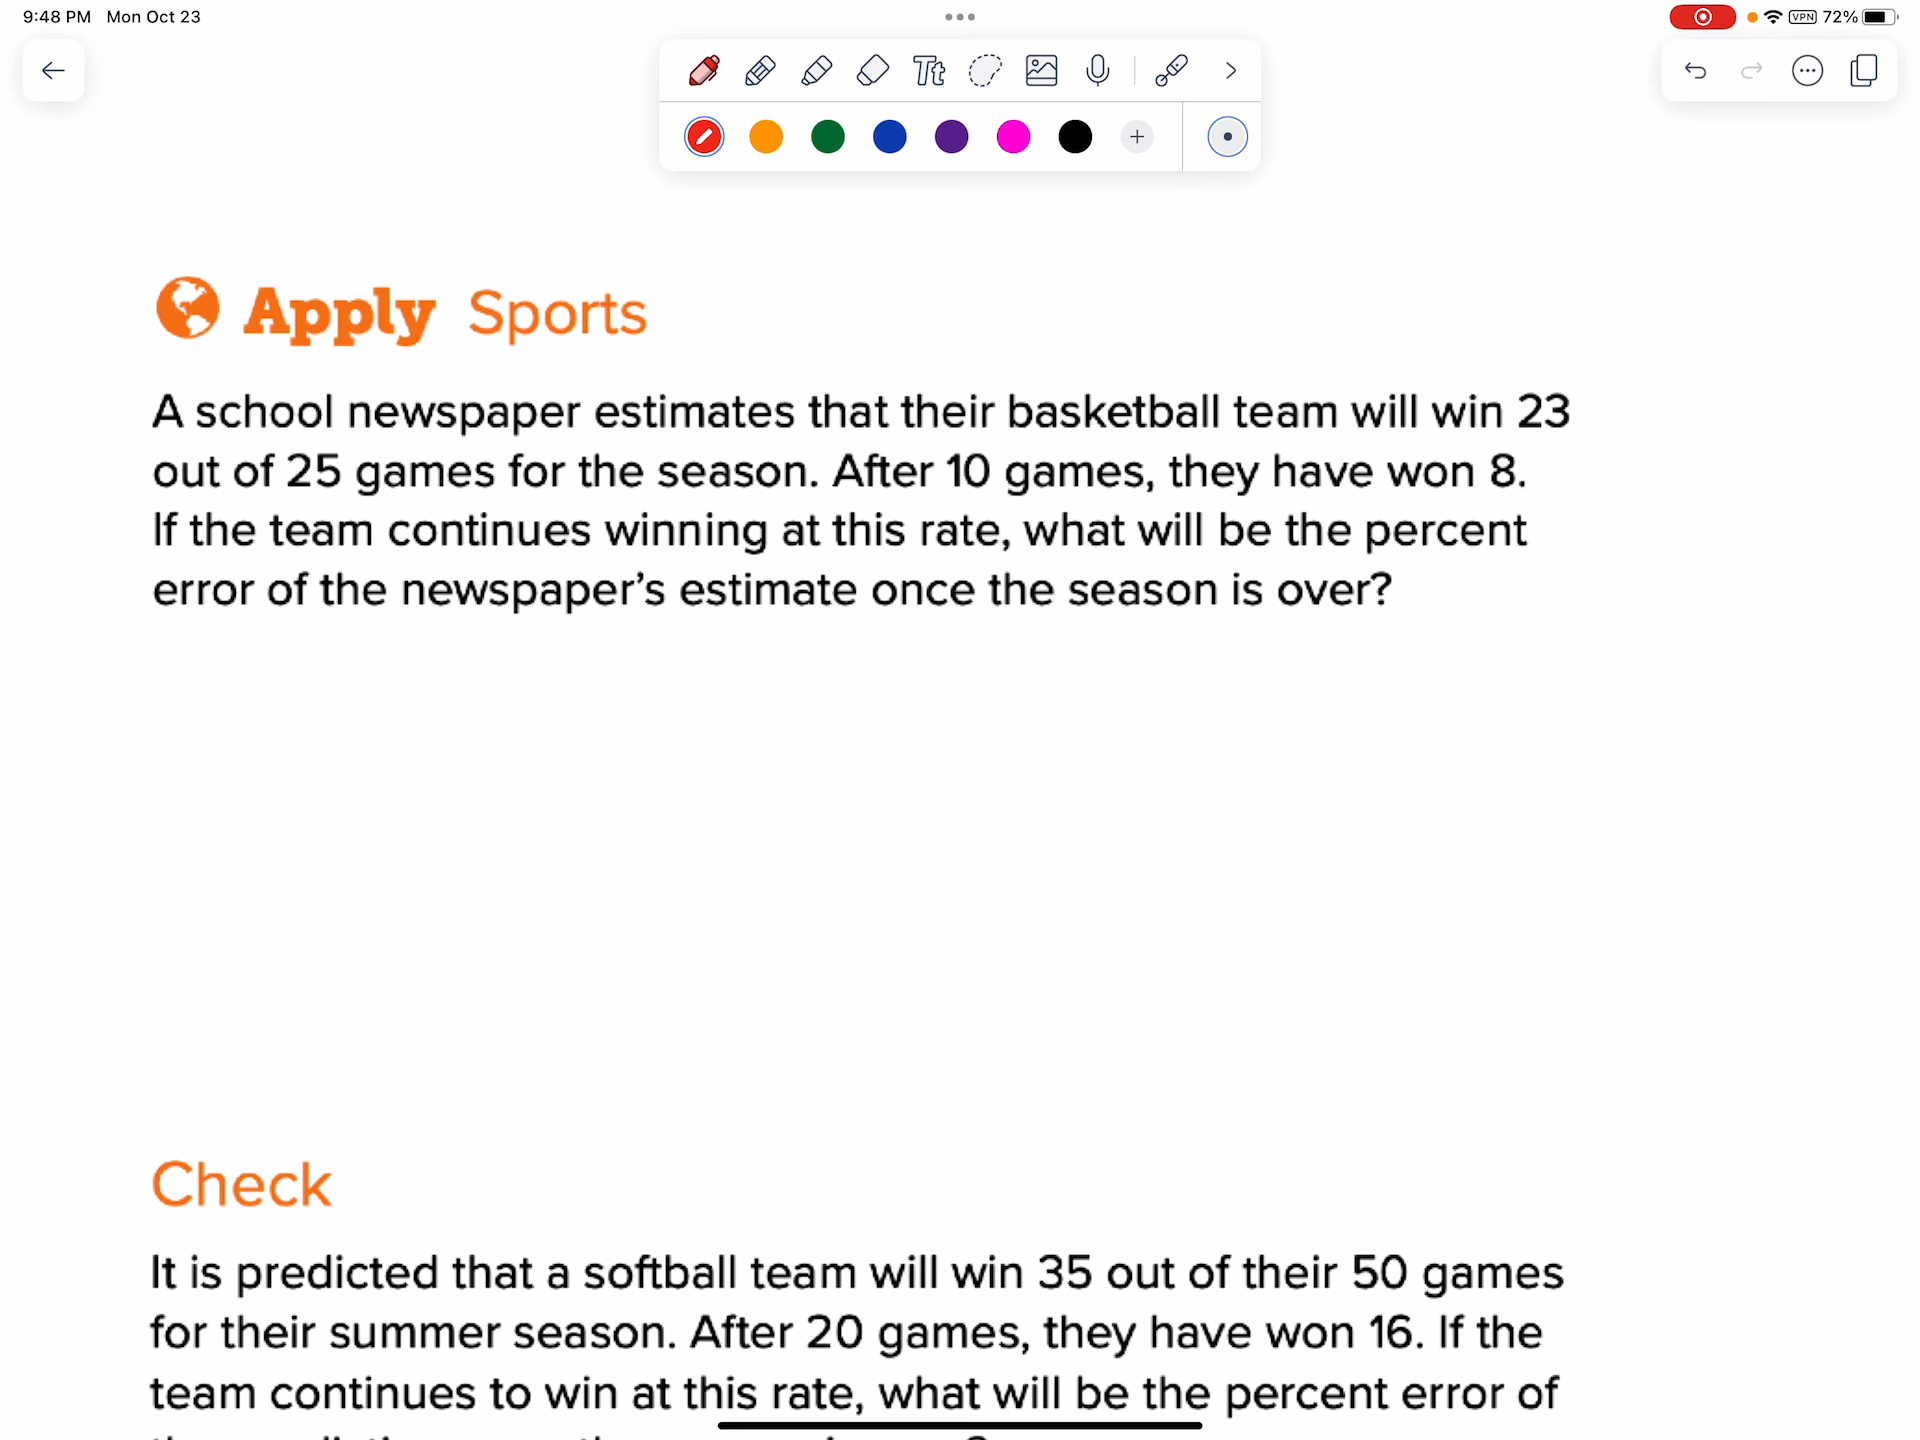 9:48 PM Mon Oct 23
VPN 72%
Tt
Apply Sports
A school newspaper estimates that their basketball team will win 23
out of 25 games for the season. After 10 games, they have won 8.
If the team continues winning at this rate, what will be the percent
error of the newspaper’s estimate once the season is over?
Check
It is predicted that a softball team will win 35 out of their 50 games
for their summer season. After 20 games, they have won 16. If the
team continues to win at this rate, what will be the percent error of